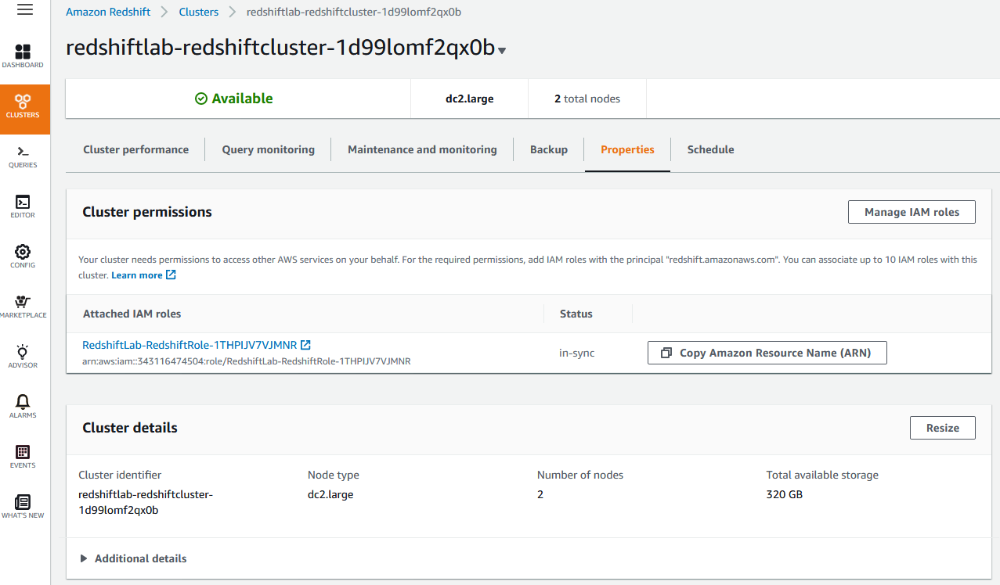 Amazon Redshift > Clusters > redshiftlab-redshiftcluster-1d99lomf2qx0b
redshiftlab-redshiftcluster-1d99lomf2qx0b
DASHBOARD
CLUSTERS
QUERIES
EDITOR
CONFIG
MARKETPLACE
ADVISOR
ALARMS
EVENTS
WHAT'S NEW
Available
dc2.large
2 total nodes
Cluster performance
Query monitoring
Maintenance and monitoring
Backup
Properties
Schedule
Cluster permissions
Manage IAM roles
Your cluster needs permissions to access other AWS services on your behalf. For the required permissions, add IAM roles with the principal "redshift.amazonaws.com". You can associate up to 10 IAM roles with this
cluster. Learn more
Attached IAM roles
Status
RedshiftLab-RedshiftRole-1THPIJV7VJMNR
arn:aws:iam::343116474504:role/RedshiftLab-RedshiftRole-1THPIJV7VJMNR
in-sync
Copy Amazon Resource Name (ARN)
Cluster details
Resize
Cluster identifier
redshiftlab-redshiftcluster-
1d99lomf2qx0b
Node type
dc2.large
Number of nodes
2
Total available storage
320 GB
Additional details